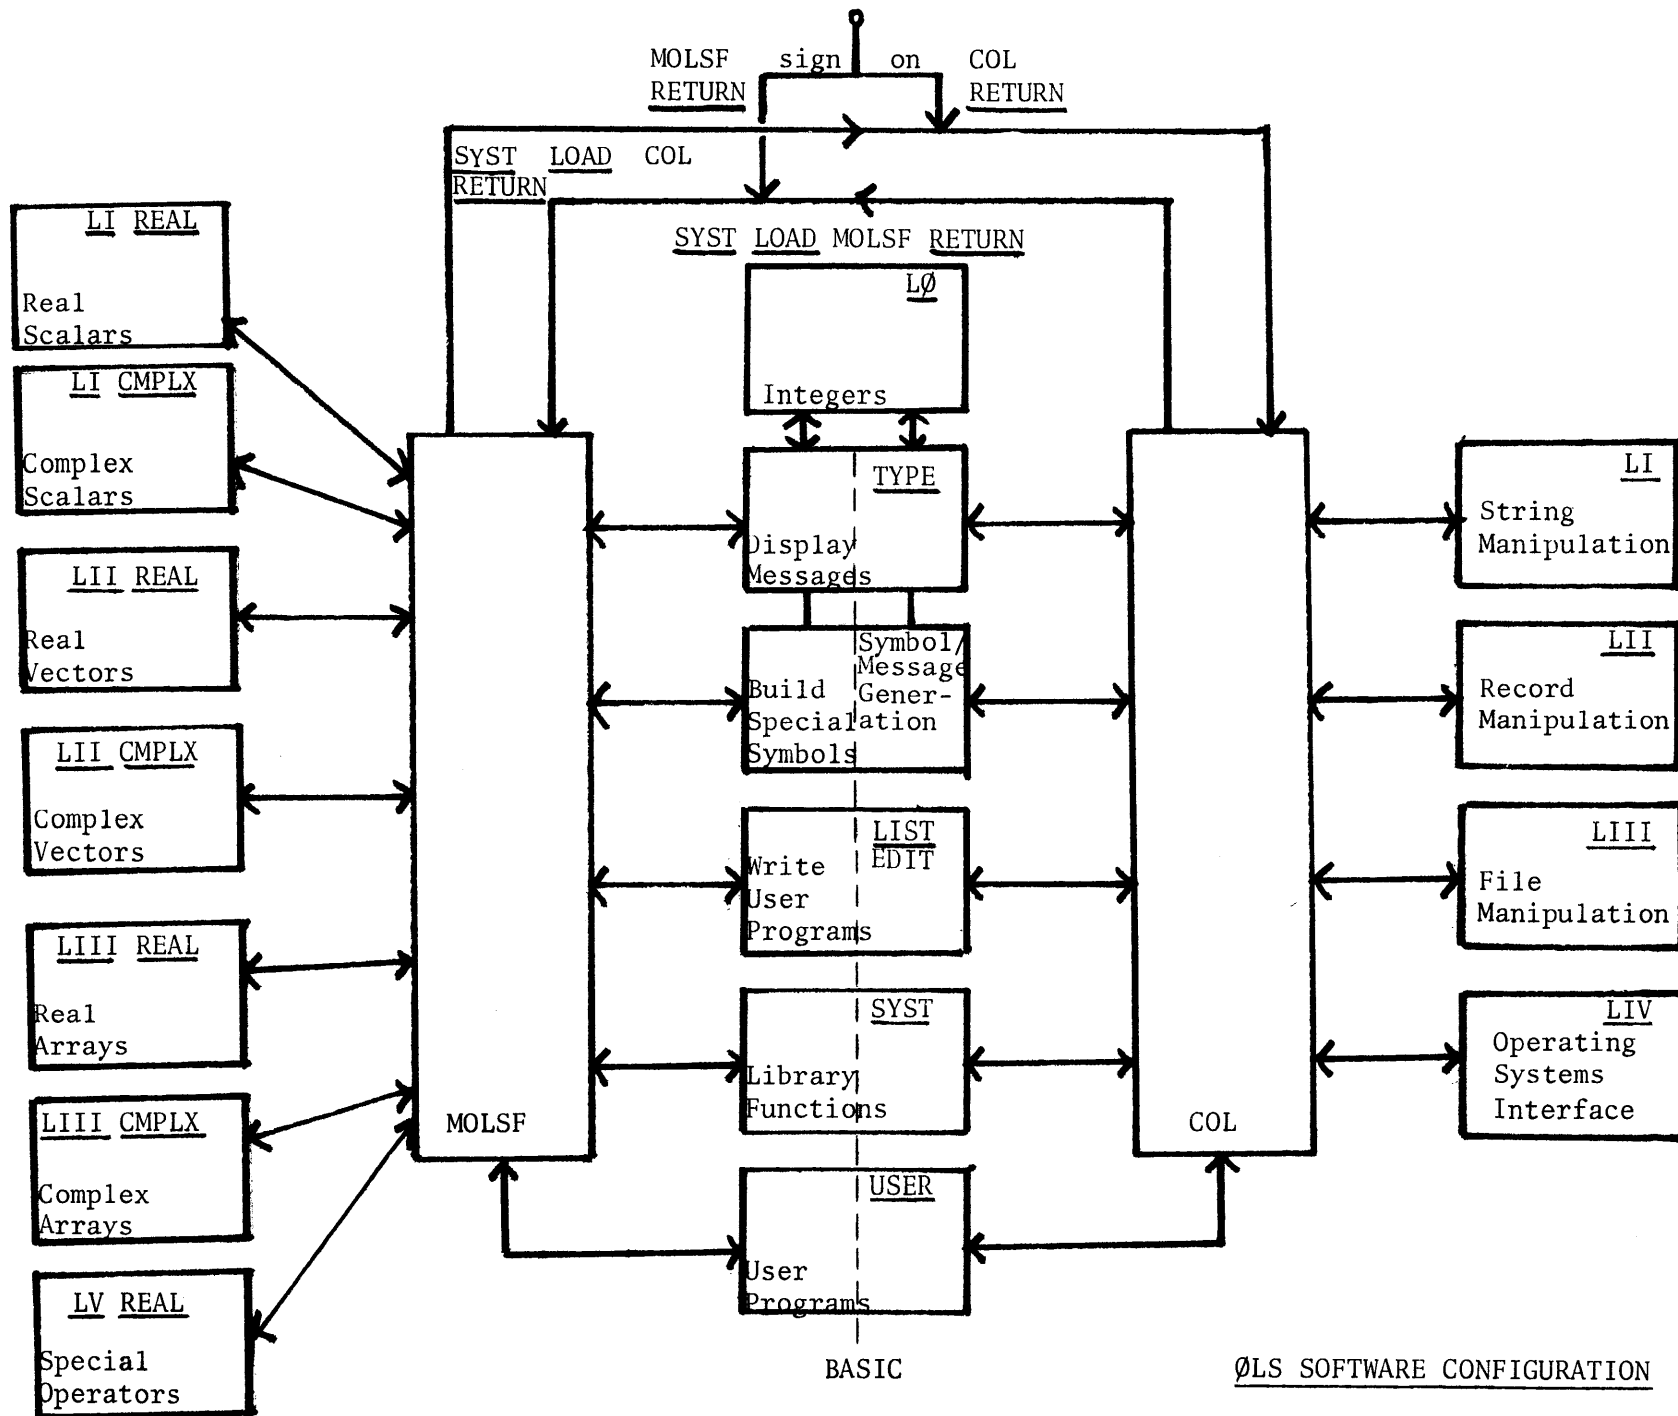 MOLSF sign on COL
RETURN RETURN
SYST LOAD COL
RETURN
SYST LOAD MOLSF RETURN
LI REAL
Real
Scalars
LI CMPLX
Complex
Scalars
LII REAL
Real
Vectors
LII CMPLX
Complex
Vectors
LIII REAL
Real
Arrays
LIII CMPLX
Complex
Arrays
LV REAL
Special
Operators
MOLSF
LØ
Integers
TYPE
Display
Messages
Symbol/
Message
Gener-
ation
Build
Special
Symbols
LIST
EDIT
Write
User
Programs
SYST
Library
Functions
USER
User
Programs
BASIC
COL
LI
String
Manipulation
LII
Record
Manipulation
LIII
File
Manipulation
LIV
Operating
Systems
Interface
ØLS SOFTWARE CONFIGURATION